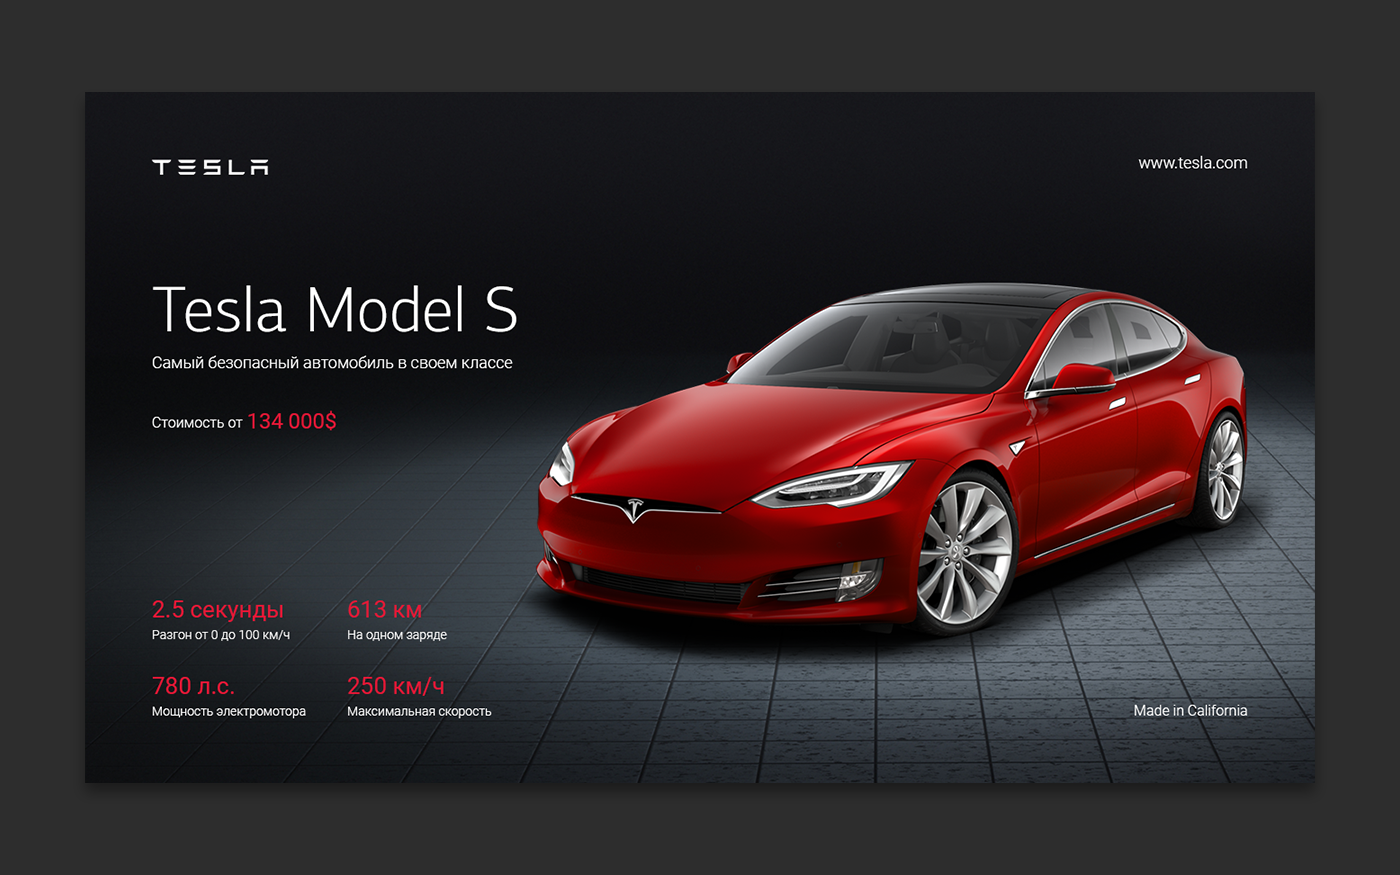 TESLA
www.tesla.com
Tesla Model S
Самый безопасный автомобиль в своем классе
Стоимость от 134 000$
2.5 секунды
Разгон от 0 до 100 км/ч
613 км
На одном заряде
780 л.с.
Мощность электромотора
250 км/ч
Максимальная скорость
Made in California